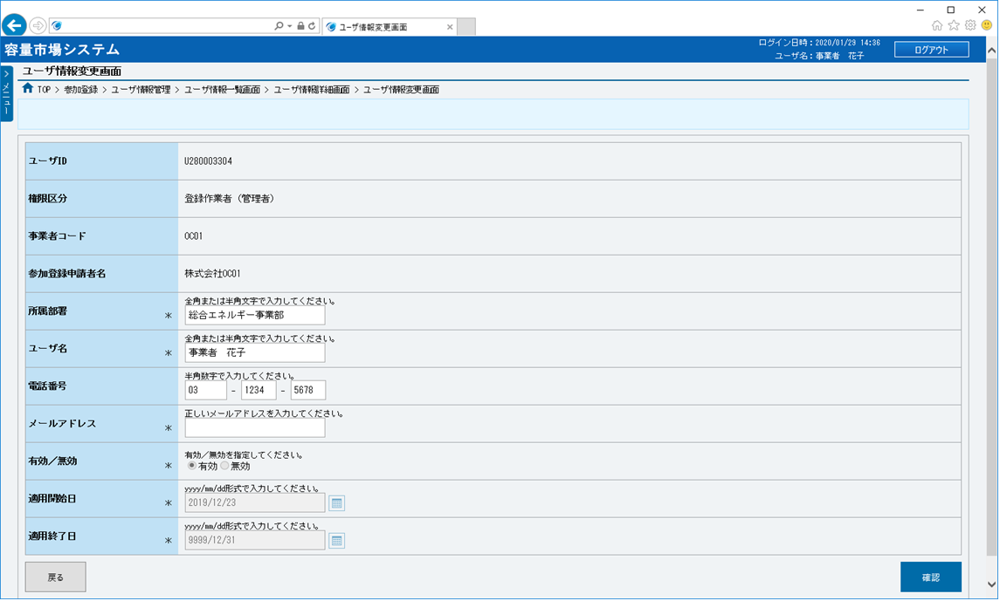 ユーザ情報変更画面
容量市場システム
ログイン日時：2020/01/29 14:36
ユーザ名：事業者　花子
ログアウト
＞メニュー
ユーザ情報変更画面
TOP ＞ 参加登録 ＞ ユーザ情報管理 ＞ ユーザ情報一覧画面 ＞ ユーザ情報詳細画面 ＞ ユーザ情報変更画面
ユーザID
U280003304
権限区分
登録作業者（管理者）
事業者コード
0C01
参加登録申請者名
株式会社0C01
所属部署 ＊
全角または半角文字で入力してください。
総合エネルギー事業部
ユーザ名 ＊
全角または半角文字で入力してください。
事業者　花子
電話番号
半角数字で入力してください。
03 - 1234 - 5678
メールアドレス ＊
正しいメールアドレスを入力してください。
有効／無効 ＊
有効／無効を指定してください。
有効 無効
適用開始日 ＊
yyyy/mm/dd形式で入力してください。
2019/12/23
適用終了日 ＊
yyyy/mm/dd形式で入力してください。
9999/12/31
戻る
確認